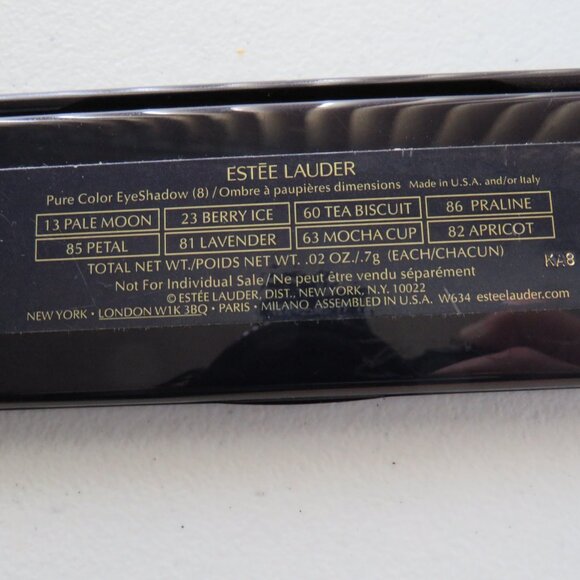 ESTĒE LAUDER
Pure Color EyeShadow (8)/Ombre à paupières dimensions Made in U.S.A. and/or Italy
13 PALE MOON 23 BERRY ICE 60 TEA BISCUIT 86 PRALINE
85 PETAL 81 LAVENDER 63 MOCHA CUP 82 APRICOT
TOTAL NET WT./POIDS NET WT. .02 OZ/.7g (EACH/CHACUN)
Not For Individual Sale/Ne peut être vendu séparément
© ESTÉE LAUDER, DIST., NEW YORK, N.Y. 10022
NEW YORK • LONDON W1K 3BQ • PARIS • MILANO ASSEMBLED IN U.S.A. W634 esteelauder.com
KA8